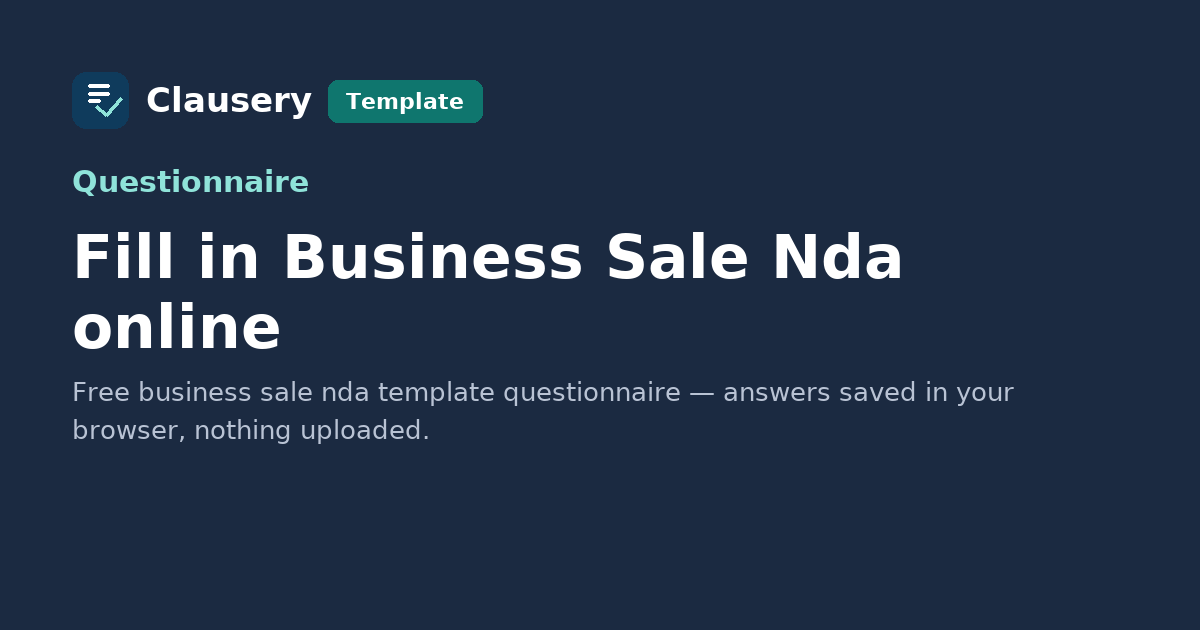 Clausery
Template
Questionnaire
Fill in Business Sale Nda
online
Free business sale nda template questionnaire — answers saved in your
browser, nothing uploaded.